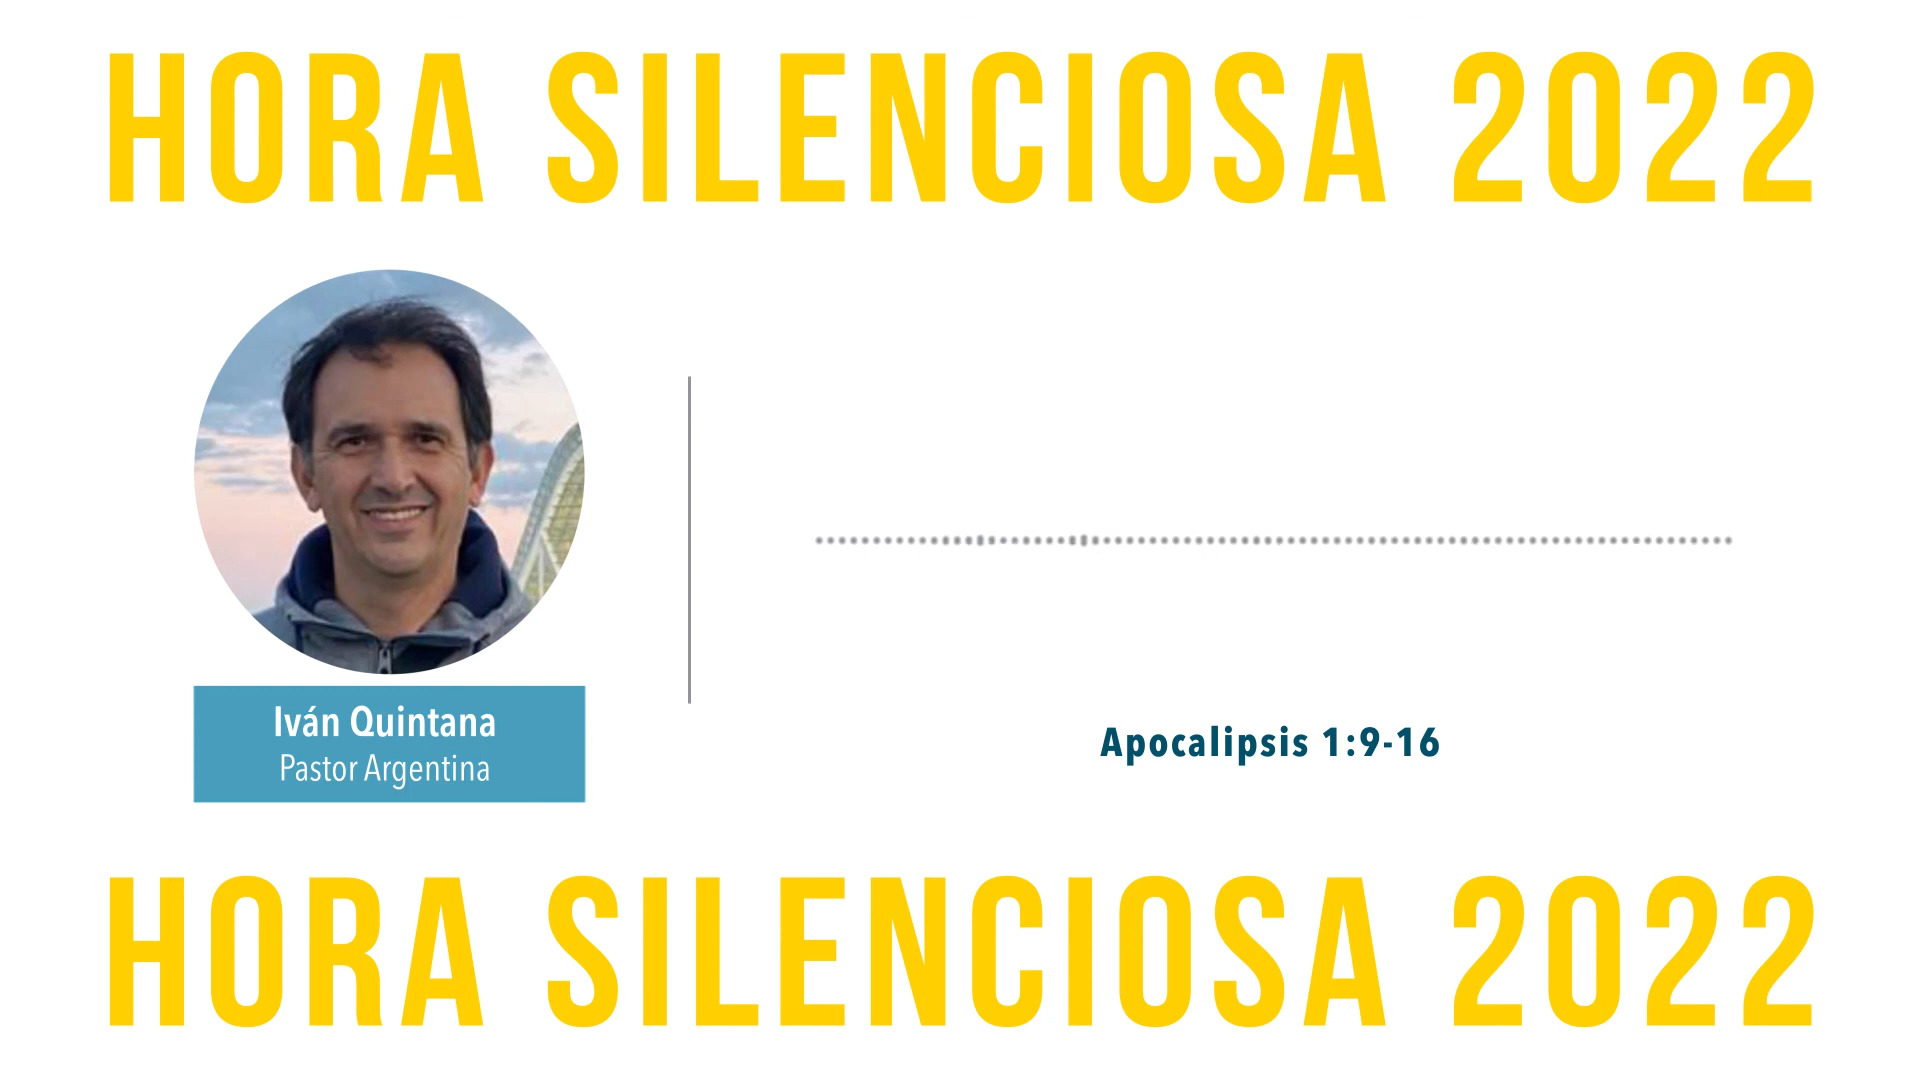 HORA SILENCIOSA 2022
Iván Quintana
Pastor Argentina
Apocalipsis 1:9-16
HORA SILENCIOSA 2022